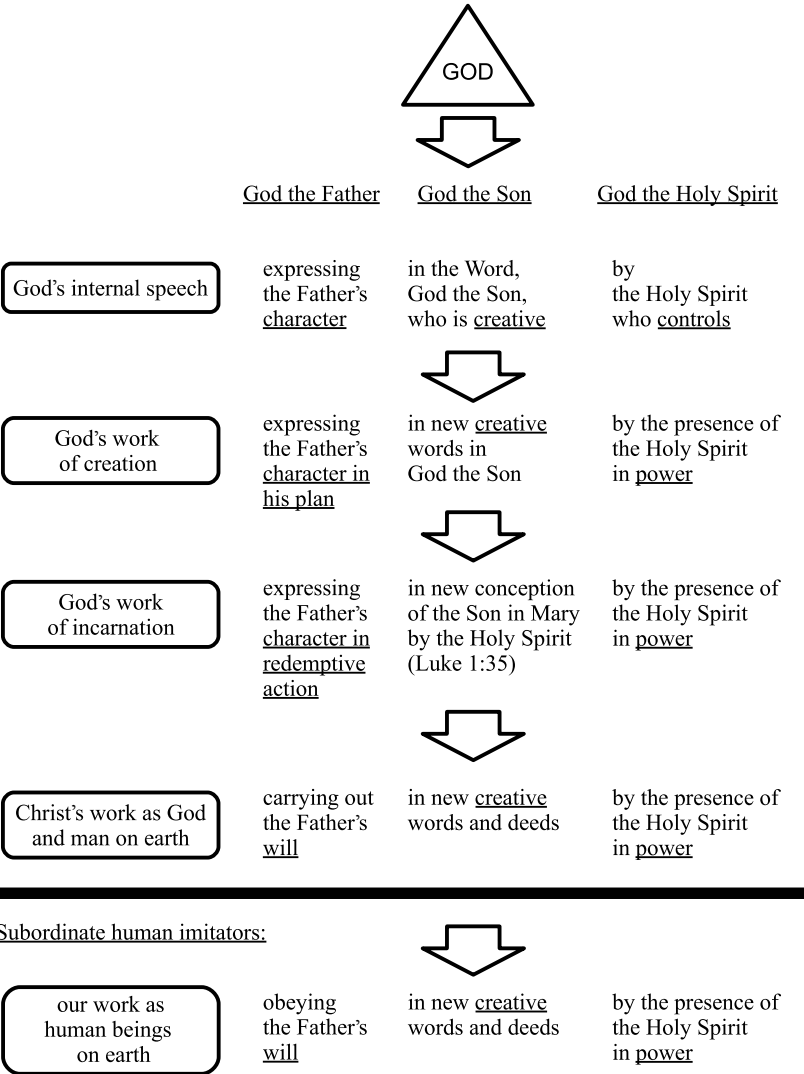 GOD
God the Father God the Son God the Holy Spirit
God's internal speech
expressing
the Father's
character
in the Word,
God the Son,
who is creative
by
the Holy Spirit
who controls
God's work
of creation
expressing
the Father's
character in
his plan
in new creative
words in
God the Son
by the presence of
the Holy Spirit
in power
God's work
of incarnation
expressing
the Father's
character in
redemptive
action
in new conception
of the Son in Mary
by the Holy Spirit
(Luke 1:35)
by the presence of
the Holy Spirit
in power
Christ's work as God
and man on earth
carrying out
the Father's
will
in new creative
words and deeds
by the presence of
the Holy Spirit
in power
Subordinate human imitators:
our work as
human beings
on earth
obeying
the Father's
will
in new creative
words and deeds
by the presence of
the Holy Spirit
in power